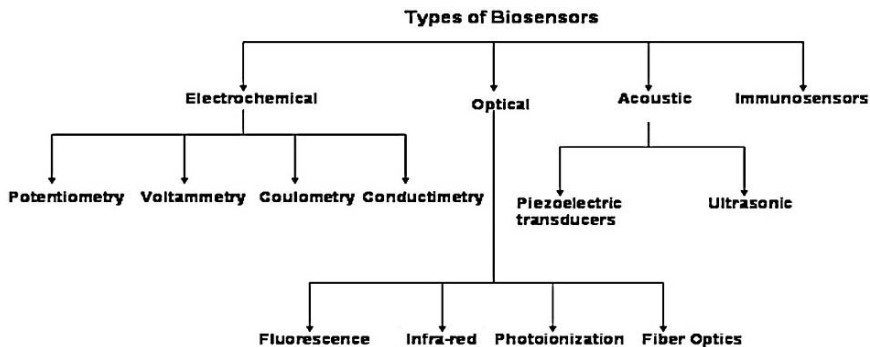 Types of Biosensors
Electrochemical
Optical
Acoustic
Immunosensors
Potentiometry
Voltammetry
Coulometry
Conductimetry
Piezoelectric
transducers
Ultrasonic
Fluorescence
Infra-red
Photoionization
Fiber Optics